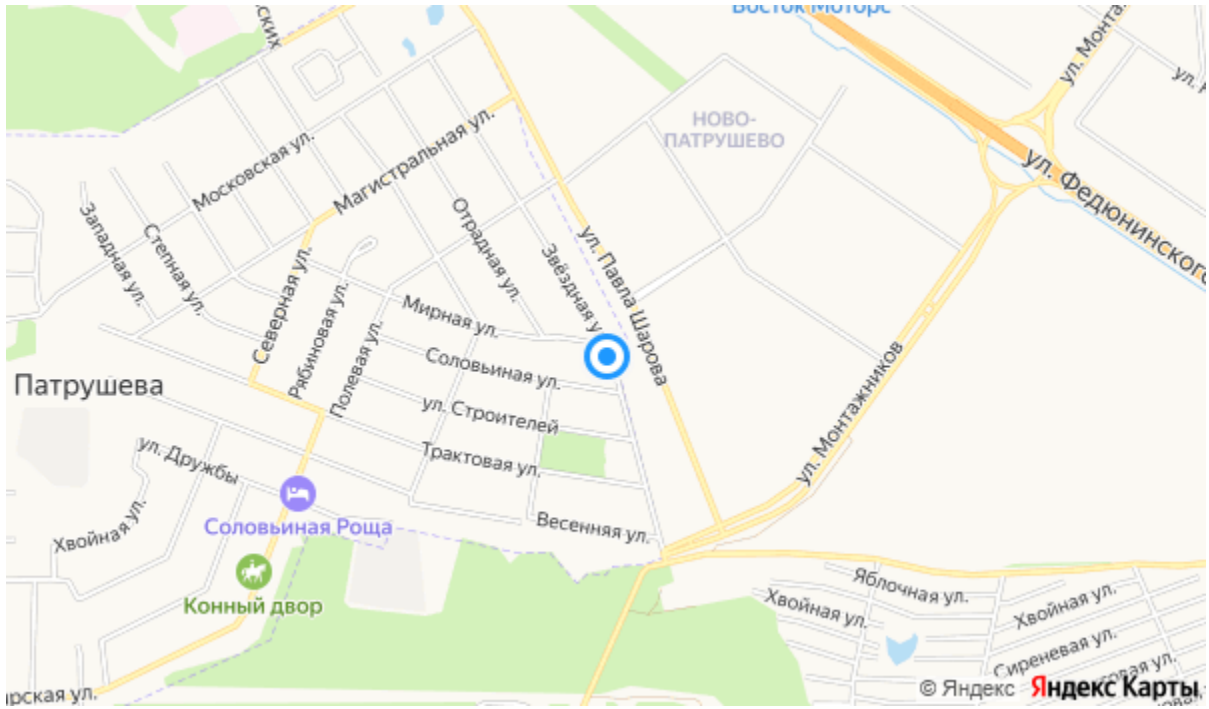 Восток Моторс
ул. Монта
ских
НОВО-
ПАТРУШЕВО
Московская ул.
Магистральная ул.
ул. Федюнинского
Западная ул.
Степная ул.
Отрадная ул.
Звёздная у
ул. Павла Шарова
Северная ул.
Рябиновая ул.
Полевая ул.
Мирная ул.
Соловьиная ул.
Патрушева
ул. Строителей
ул. Монтажников
Трактовая ул.
ул. Дружбы
Хвойная ул.
Соловьиная Роща
Весенняя ул.
Конный двор
Яблочная ул.
Хвойная ул.
Хвойная ул.
Сиреневая ул.
товая ул.
рская ул.
© Яндекс Яндекс Карты